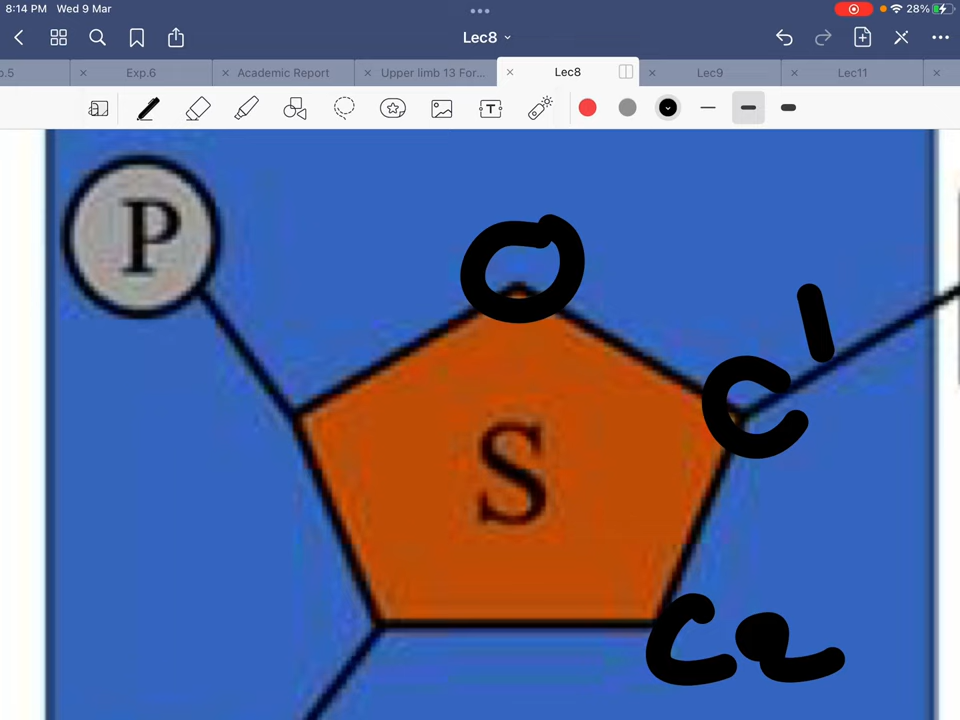 8:14 PM Wed 9 Mar 28%
Lec8
p.5 Exp.6 Academic Report Upper limb 13 For... Lec8 Lec9 Lec11
T
P
O
C'
S
C2